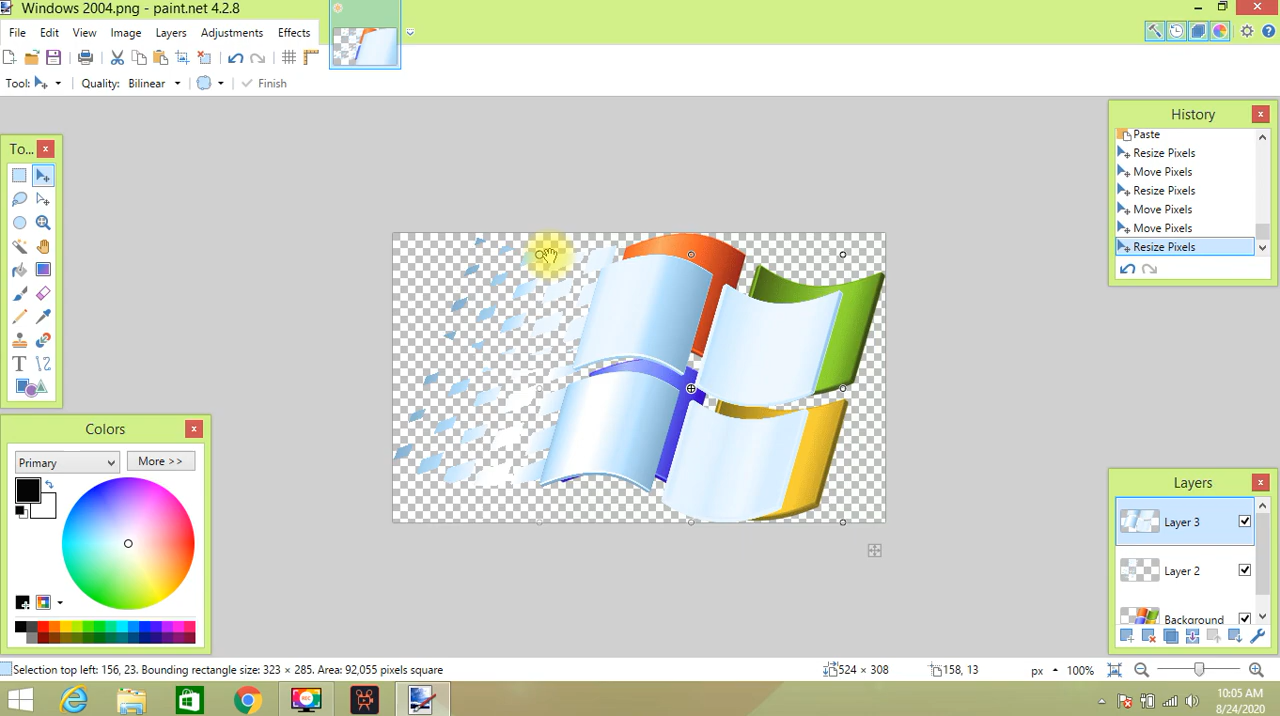 Windows 2004.png - paint.net 4.2.8
File Edit View Image Layers Adjustments Effects
Tool: Quality: Bilinear Finish
To...
History
Paste
Resize Pixels
Move Pixels
Resize Pixels
Move Pixels
Move Pixels
Resize Pixels
Colors
Primary More >>
Layers
Layer 3
Layer 2
Background
Selection top left: 156, 23. Bounding rectangle size: 323 × 285. Area: 92,055 pixels square 524 × 308 158, 13 px 100%
REC
10:05 AM
8/24/2020